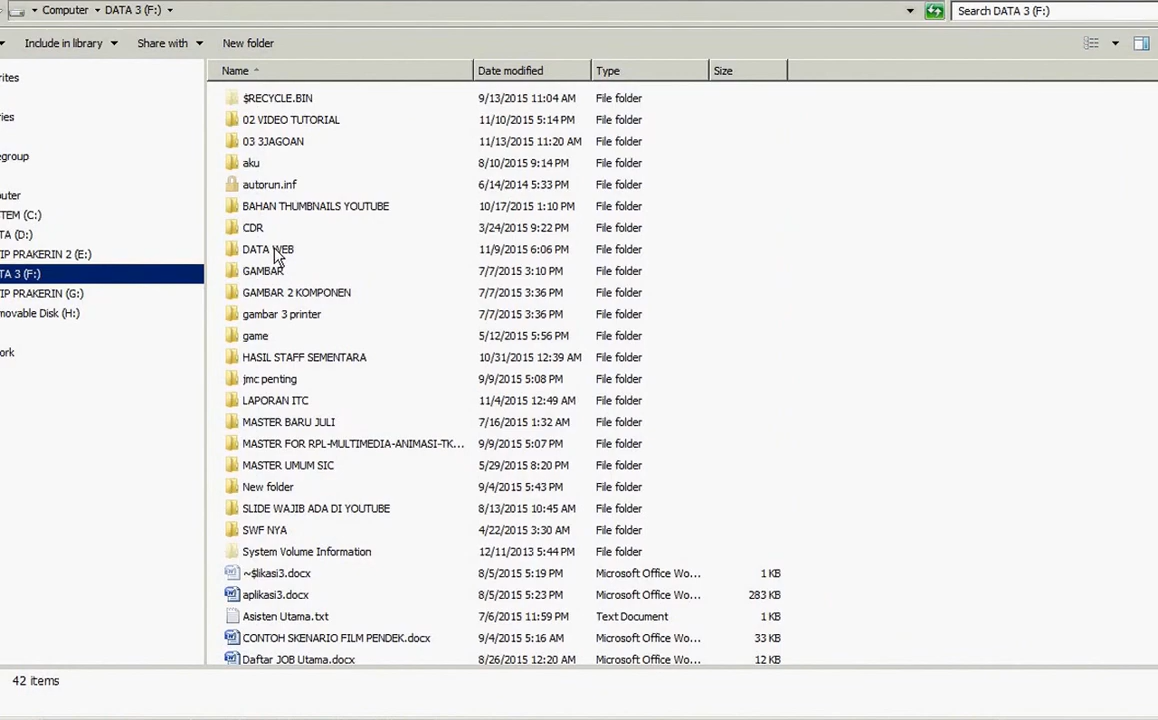 Computer DATA 3 (F:) Search DATA 3 (F:)
Include in library Share with New folder
Name Date modified Type Size
$RECYCLE.BIN 9/13/2015 11:04 AM File folder
02 VIDEO TUTORIAL 11/10/2015 5:14 PM File folder
03 3JAGOAN 11/13/2015 11:20 AM File folder
aku 8/10/2015 9:14 PM File folder
autorun.inf 6/14/2014 5:33 PM File folder
BAHAN THUMBNAILS YOUTUBE 10/17/2015 1:10 PM File folder
CDR 3/24/2015 9:22 PM File folder
DATA WEB 11/9/2015 6:06 PM File folder
GAMBAR 7/7/2015 3:10 PM File folder
GAMBAR 2 KOMPONEN 7/7/2015 3:36 PM File folder
gambar 3 printer 7/7/2015 3:36 PM File folder
game 5/12/2015 5:56 PM File folder
HASIL STAFF SEMENTARA 10/31/2015 12:39 AM File folder
jmc penting 9/9/2015 5:08 PM File folder
LAPORAN ITC 11/4/2015 12:49 AM File folder
MASTER BARU JULI 7/16/2015 1:32 AM File folder
MASTER FOR RPL-MULTIMEDIA-ANIMASI-TK... 9/9/2015 5:07 PM File folder
MASTER UMUM SIC 5/29/2015 8:20 PM File folder
New folder 9/4/2015 5:43 PM File folder
SLIDE WAJIB ADA DI YOUTUBE 8/13/2015 10:45 AM File folder
SWF NYA 4/22/2015 3:30 AM File folder
System Volume Information 12/11/2013 5:44 PM File folder
~$likasi3.docx 8/5/2015 5:19 PM Microsoft Office Wo... 1 KB
aplikasi3.docx 8/5/2015 5:23 PM Microsoft Office Wo... 283 KB
Asisten Utama.txt 7/6/2015 11:59 PM Text Document 1 KB
CONTOH SKENARIO FILM PENDEK.docx 9/4/2015 5:16 AM Microsoft Office Wo... 33 KB
Daftar JOB Utama.docx 8/26/2015 12:20 AM Microsoft Office Wo... 12 KB
rites
ries
egroup
puter
STEM (C:)
TA (D:)
IP PRAKERIN 2 (E:)
TA 3 (F:)
IP PRAKERIN (G:)
movable Disk (H:)
ork
42 items